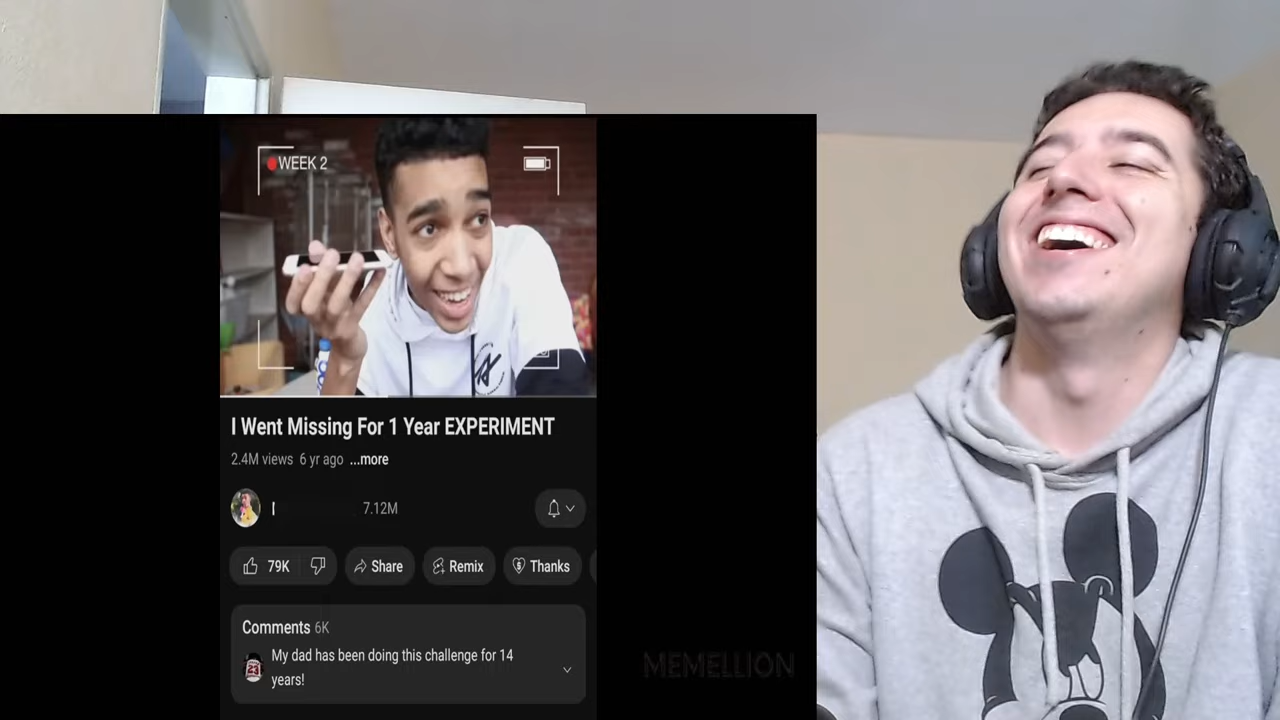 WEEK 2
I Went Missing For 1 Year EXPERIMENT
2.4M views 6 yr ago ...more
7.12M
79K Share Remix Thanks
Comments 6K
My dad has been doing this challenge for 14
years!
MEMELLION